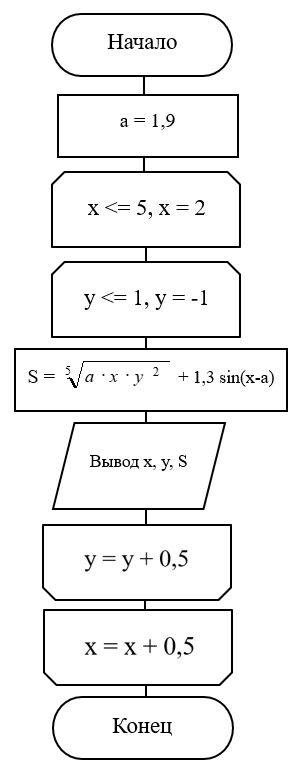 Начало
a = 1,9
x <= 5, x = 2
y <= 1, y = -1
S = ⁵√(a · x · y ²) + 1,3 sin(x-a)
Вывод x, y, S
y = y + 0,5
x = x + 0,5
Конец